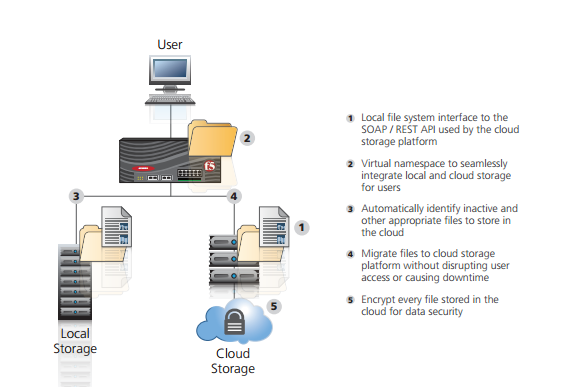 User
2
f5
3
4
1
5
Local
Storage
Cloud
Storage
1 Local file system interface to the
SOAP / REST API used by the cloud
storage platform
2 Virtual namespace to seamlessly
integrate local and cloud storage
for users
3 Automatically identify inactive and
other appropriate files to store in
the cloud
4 Migrate files to cloud storage
platform without disrupting user
access or causing downtime
5 Encrypt every file stored in the
cloud for data security